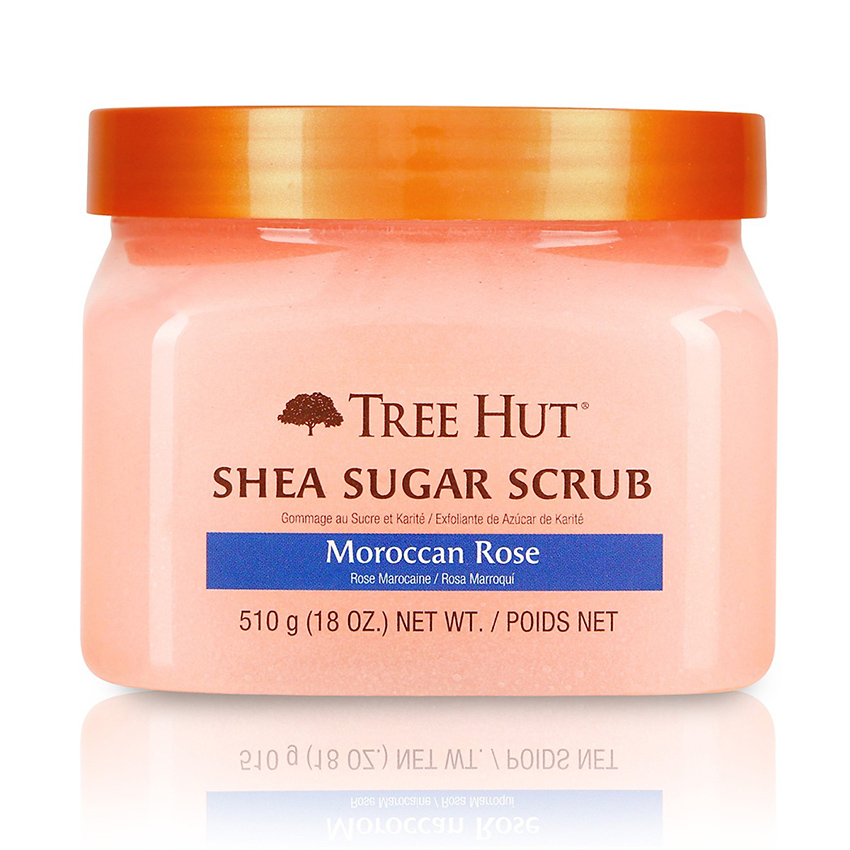 TREE HUT®
SHEA SUGAR SCRUB
Gommage au Sucre et Karité / Exfoliante de Azúcar de Karité
Moroccan Rose
Rose Marocaine / Rosa Marroquí
510 g (18 OZ.) NET WT. / POIDS NET